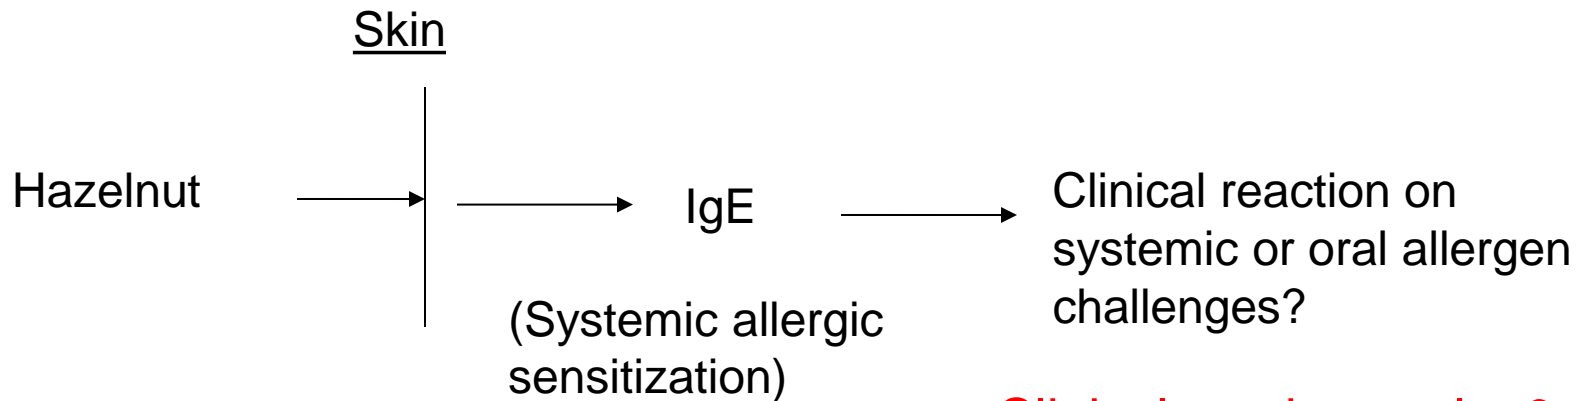 Skin
Hazelnut
IgE
Clinical reaction on
systemic or oral allergen
challenges?
(Systemic allergic
sensitization)